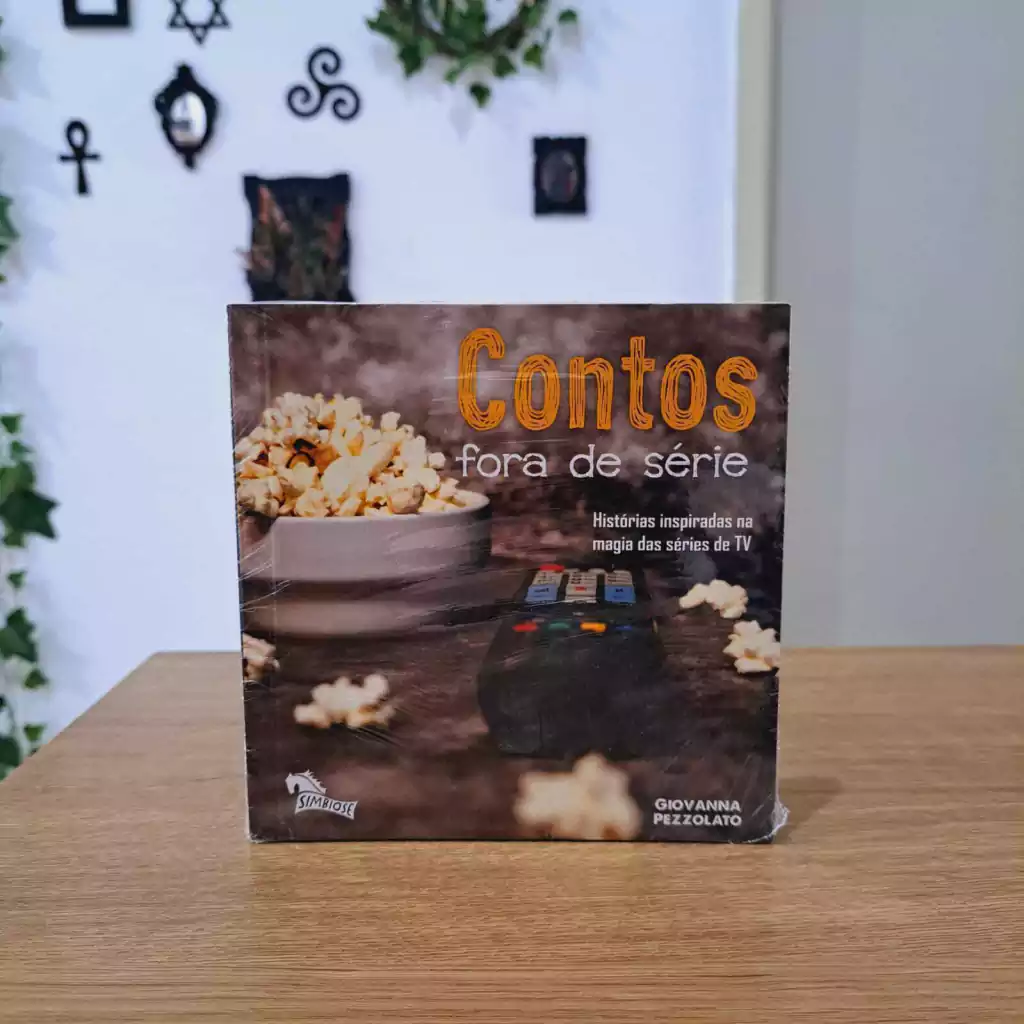 Contos
fora de série
Histórias inspiradas na
magia das séries de TV
SIMBIOSE
GIOVANNA
PEZZOLATO